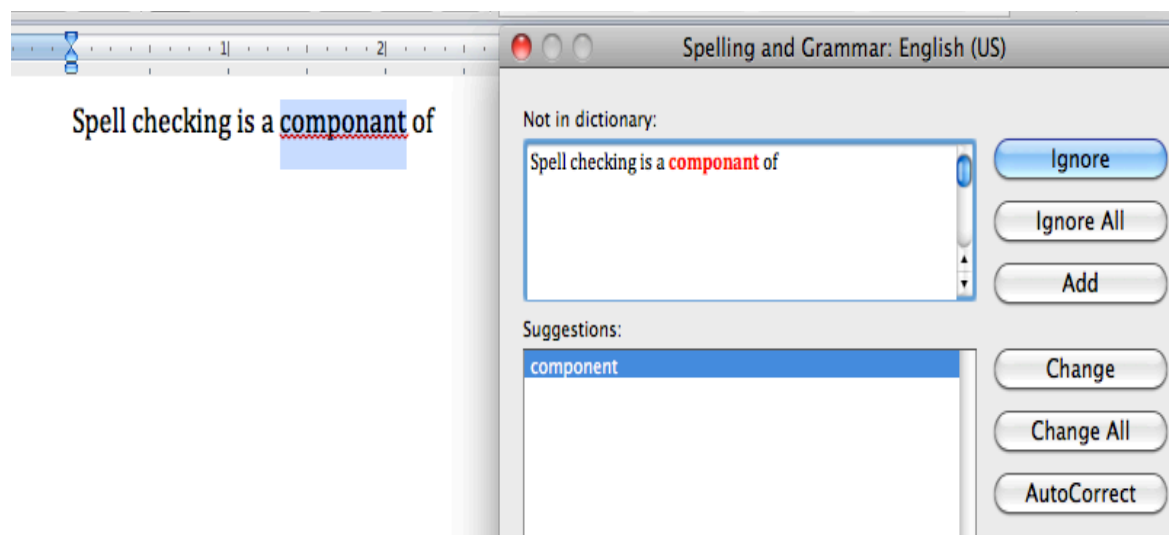 1 2
Spelling and Grammar: English (US)
Spell checking is a componant of
Not in dictionary:
Spell checking is a componant of
Ignore
Ignore All
Add
Suggestions:
component
Change
Change All
AutoCorrect